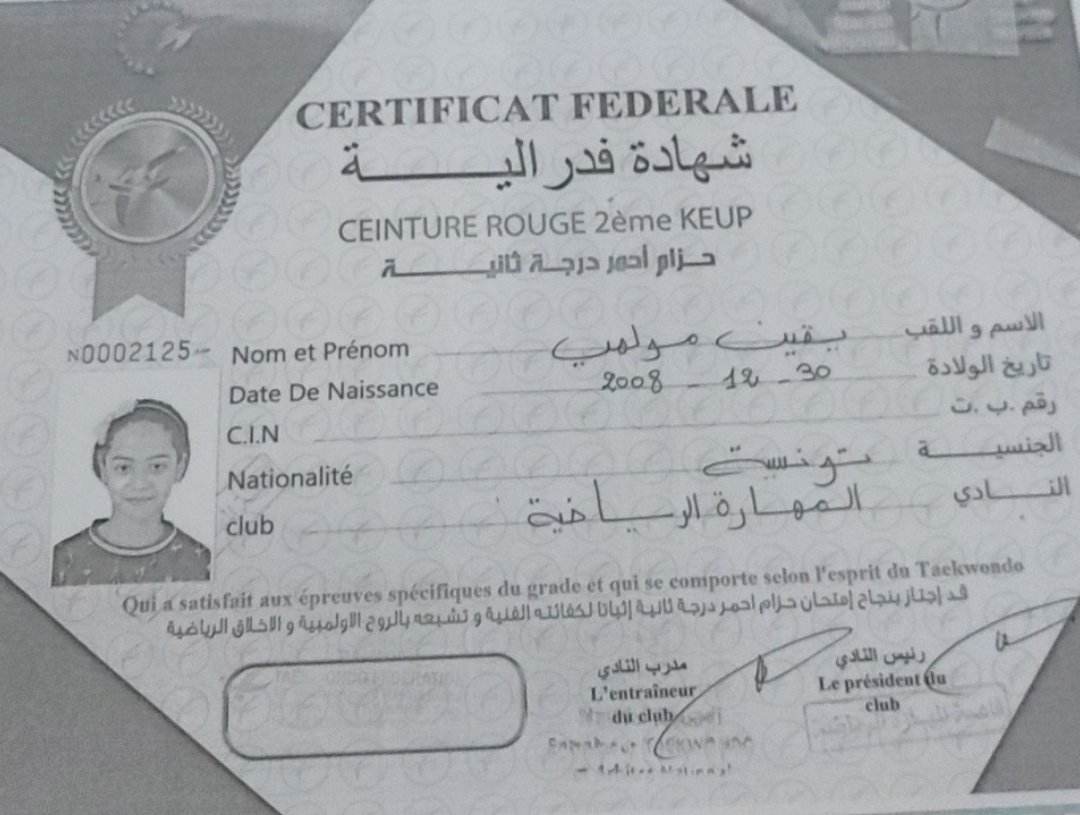 CERTIFICAT FEDERALE
شهادة فدرالية
CEINTURE ROUGE 2ème KEUP
حزام أحمر درجة ثانية
N0002125
Nom et Prénom يقين مولهي الاسم و اللقب
Date De Naissance 2008 - 12 - 30 تاريخ الولادة
C.I.N رقم ب. ت.
Nationalité تونسية الجنسية
club المهارة الرياضية النادي
Qui a satisfait aux épreuves spécifiques du grade et qui se comporte selon l'esprit du Taekwondo
قد إجتاز بنجاح إمتحان حزام احمر درجة ثانية إثباتا لكفائته الفنية و تشبعه بالروح الاولمبية و الاخلاق الرياضية
مدرب النادي
L'entraîneur
du club
رئيس النادي
Le président du
club